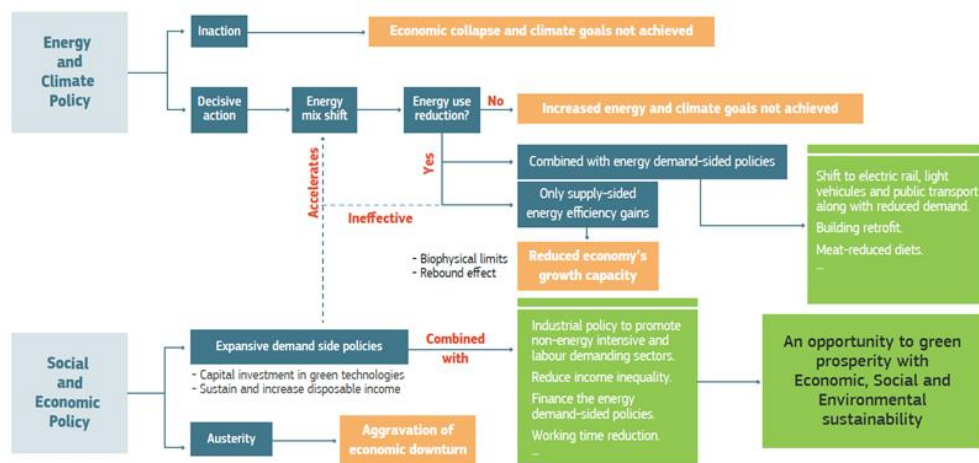 Energy
and
Climate
Policy
Inaction
Economic collapse and climate goals not achieved
Decisive
action
Energy
mix shift
Energy use
reduction?
No
Increased energy and climate goals not achieved
Yes
Combined with energy demand-sided policies
Only supply-sided
energy efficiency gains
Shift to electric rail, light
vehicules and public transport
along with reduced demand.
Building retrofit.
Meat-reduced diets.
...
Accelerates
Ineffective
- Biophysical limits
- Rebound effect
Reduced economy's
growth capacity
Social
and
Economic
Policy
Expansive demand side policies
- Capital investment in green technologies
- Sustain and increase disposable income
Combined
with
Industrial policy to promote
non-energy intensive and
labour demanding sectors.
Reduce income inequality.
Finance the energy
demand-sided policies.
Working time reduction.
...
An opportunity to green
prosperity with
Economic, Social and
Environmental
sustainability
Austerity
Aggravation of
economic downturn